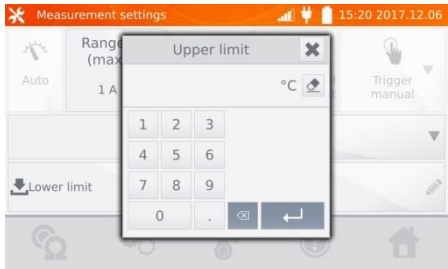 Measurement settings
15:20 2017.12.06
Range
(max
1 A
Auto
Upper limit
°C
Trigger
manual
1 2 3
4 5 6
7 8 9
0 .
Lower limit